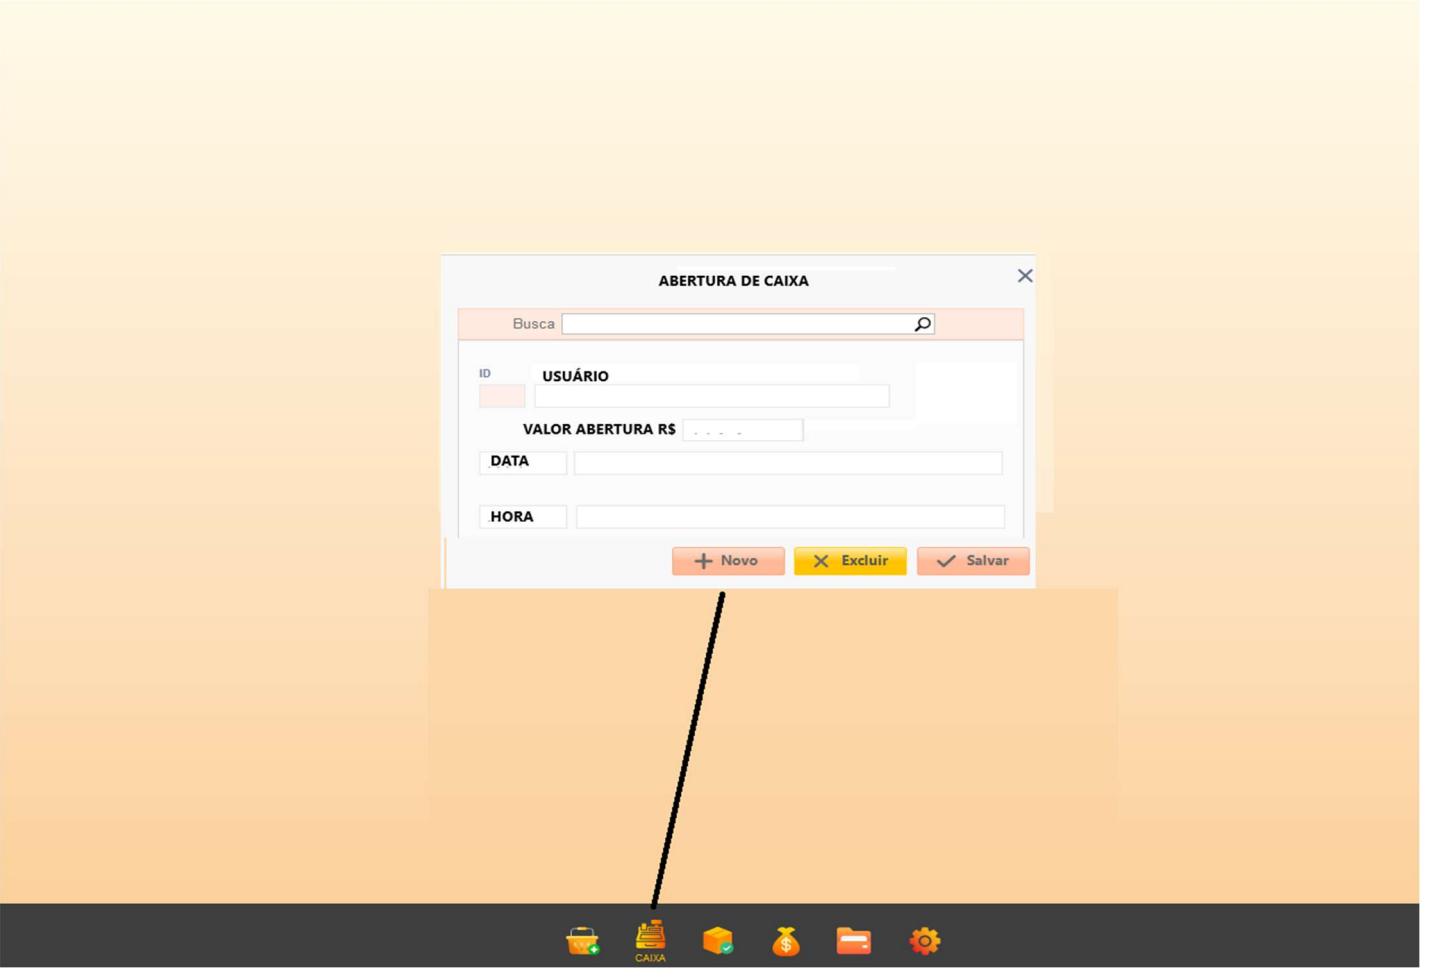 ABERTURA DE CAIXA
Busca
ID
USUÁRIO
VALOR ABERTURA R$
DATA
HORA
Novo
Excluir
Salvar
CAIXA